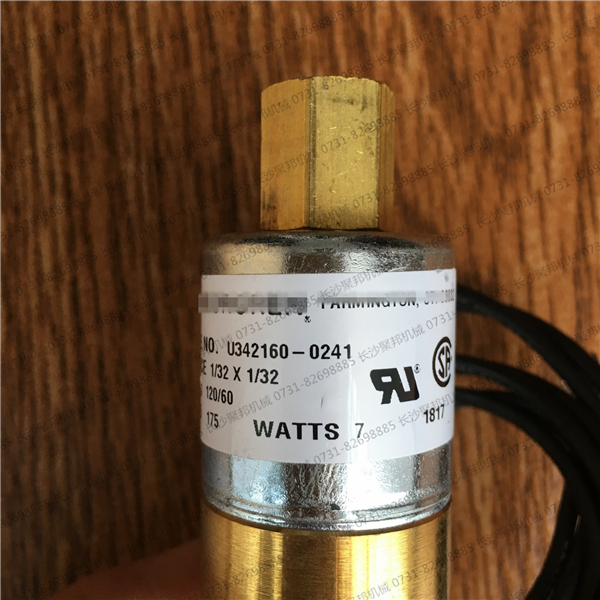 FARMINGTON,
NO. U342160-0241
1/32 X 1/32
120/60
175
WATTS 7
1817
长沙聚邦机械 0731-82698885